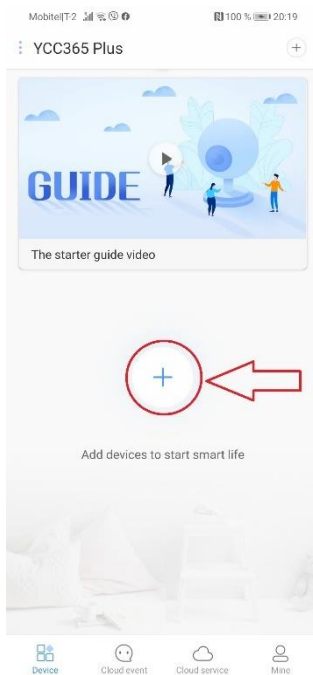 Mobitel|T-2 100 % 20:19
YCC365 Plus
GUIDE
The starter guide video
Add devices to start smart life
Device Cloud event Cloud service Mine